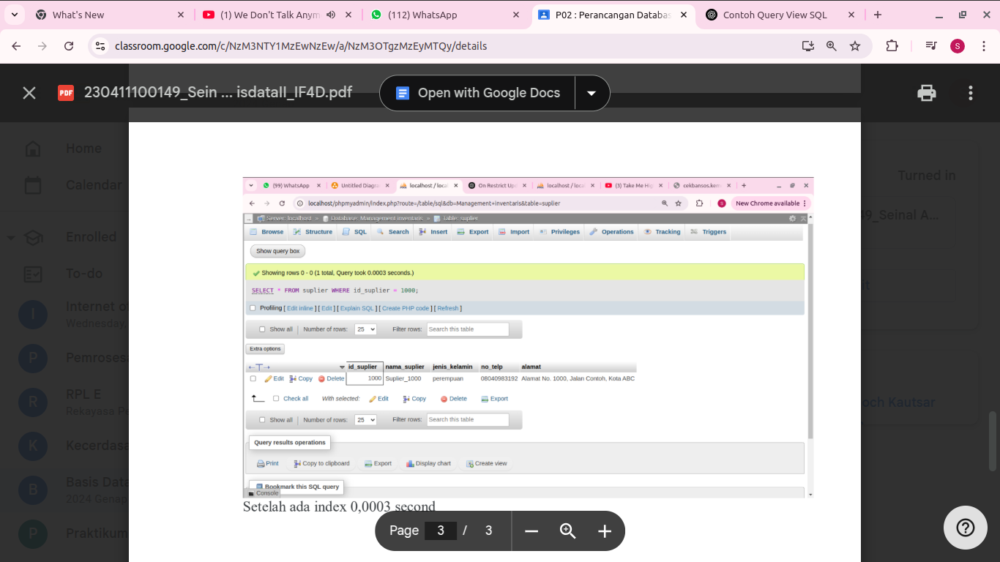 What's New
(1) We Don't Talk Anym
(112) WhatsApp
P02 : Perancangan Databas
Contoh Query View SQL
classroom.google.com/c/NzM3NTY1MzEwNzEw/a/NzM3OTgzMzEyMTQy/details
S
PDF
230411100149_Sein ... isdataII_IF4D.pdf
Open with Google Docs
Home
Calendar
Enrolled
To-do
I
Internet o
Wednesday,
P
Pemroses
R
RPL E
Rekayasa Pe
K
Kecerdas
B
Basis Data
2024 Genap
P
Praktikum
Turned in
49_Seinal A...
it
och Kautsar
(99) WhatsApp
Untitled Diagr
localhost / loca
On Restrict Up
localhost / loca
(3) Take Me Hig
cekbansos.kem
localhost/phpmyadmin/index.php?route=/table/sql&db=Management+inventaris&table=suplier
S
New Chrome available
Server: localhost » Database: Management inventaris » Table: suplier
Browse Structure SQL Search Insert Export Import Privileges Operations Tracking Triggers
Show query box
Showing rows 0 - 0 (1 total, Query took 0.0003 seconds.)
SELECT * FROM suplier WHERE id_suplier = 1000;
Profiling [ Edit inline ] [ Edit ] [ Explain SQL ] [ Create PHP code ] [ Refresh ]
Show all Number of rows: 25 Filter rows: Search this table
Extra options
←T→ id_suplier nama_suplier jenis_kelamin no_telp alamat
Edit Copy Delete 1000 Suplier_1000 perempuan 08040983192 Alamat No. 1000, Jalan Contoh, Kota ABC
Check all With selected: Edit Copy Delete Export
Show all Number of rows: 25 Filter rows: Search this table
Query results operations
Print Copy to clipboard Export Display chart Create view
Bookmark this SQL query
Console
Setelah ada index 0,0003 second
Page 3 / 3